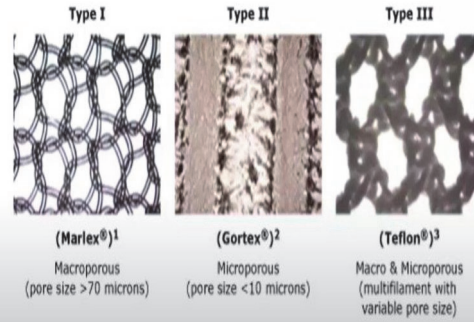 Type I
Type II
Type III
(Marlex®)¹
(Gortex®)²
(Teflon®)³
Macroporous
(pore size >70 microns)
Microporous
(pore size <10 microns)
Macro & Microporous
(multifilament with
variable pore size)